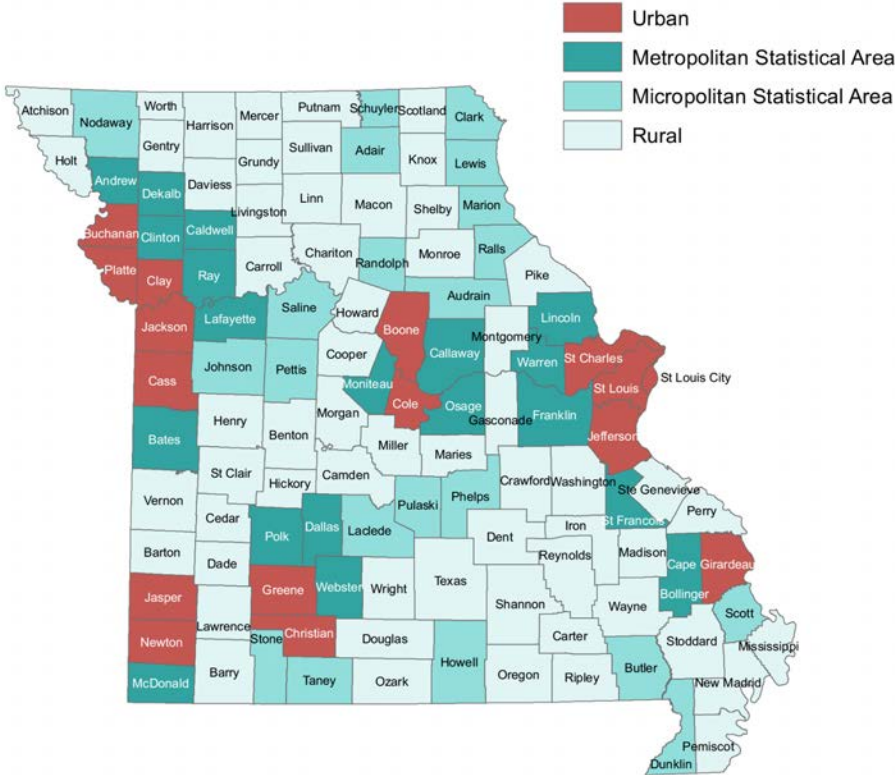 Urban
Metropolitan Statistical Area
Micropolitan Statistical Area
Rural
Atchison
Nodaway
Worth
Harrison
Mercer
Putnam
Schuyler
Scotland
Clark
Holt
Gentry
Grundy
Sullivan
Adair
Knox
Lewis
Andrew
Dekalb
Daviess
Livingston
Linn
Macon
Shelby
Marion
Buchanan
Clinton
Caldwell
Carroll
Chariton
Randolph
Monroe
Ralls
Pike
Platte
Clay
Ray
Saline
Howard
Audrain
Lincoln
Jackson
Lafayette
Boone
Callaway
Montgomery
Warren
St Charles
Cass
Johnson
Pettis
Cooper
Moniteau
Cole
Osage
Gasconade
Franklin
St Louis
St Louis City
Bates
Henry
Benton
Morgan
Miller
Maries
Jefferson
Vernon
St Clair
Hickory
Camden
Pulaski
Phelps
Crawford
Washington
Ste Genevieve
Perry
Barton
Cedar
Polk
Dallas
Laclede
Dent
Iron
St Francois
Madison
Cape
Girardeau
Jasper
Dade
Greene
Webster
Wright
Texas
Reynolds
Shannon
Wayne
Bollinger
Scott
Newton
Lawrence
Stone
Christian
Douglas
Carter
Stoddard
Mississippi
McDonald
Barry
Taney
Ozark
Howell
Oregon
Ripley
Butler
New Madrid
Dunklin
Pemiscot